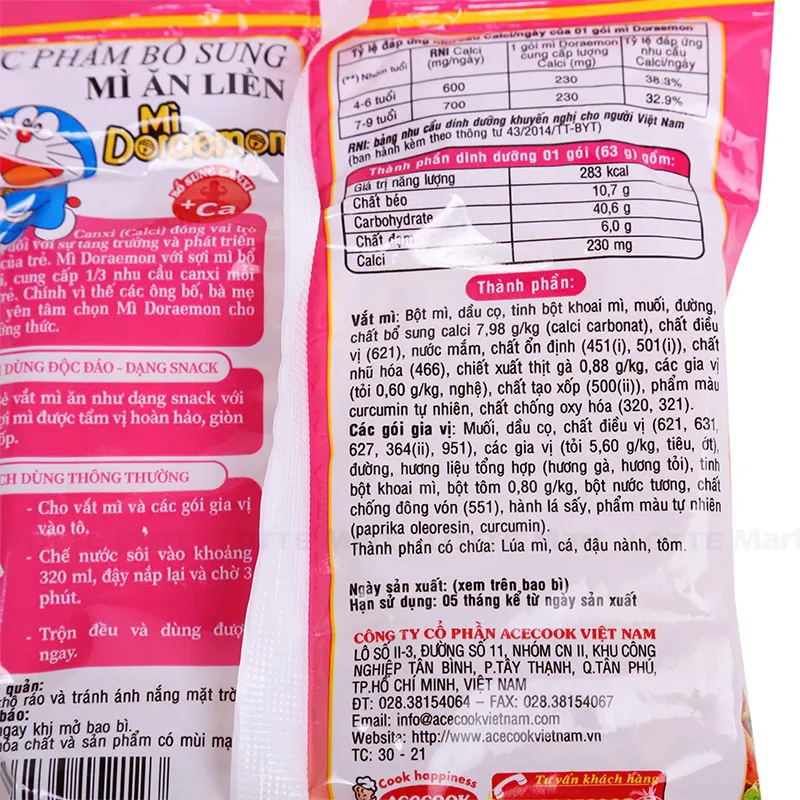 C PHẨM BỔ SUNG
MÌ ĂN LIỀN
Mì
Doraemon
BỔ SUNG CANXI
+Ca
Canxi (Calci) đóng vai trò
đối với sự tăng trưởng và phát triển
của trẻ. Mì Doraemon với sợi mì bổ
, cung cấp 1/3 nhu cầu canxi mỗi
trẻ. Chính vì thế các ông bố, bà mẹ
yên tâm chọn Mì Doraemon cho
ởng thức.
DÙNG ĐỘC ĐÁO - DẠNG SNACK
vắt mì ăn như dạng snack với
mì được tẩm vị hoàn hảo, giòn
ốp.
CH DÙNG THÔNG THƯỜNG
- Cho vắt mì và các gói gia vị
vào tô.
- Chế nước sôi vào khoảng
320 ml, đậy nắp lại và chờ 3
phút.
- Trộn đều và dùng
ngay.
quản:
khô ráo và tránh ánh nắng mặt
báo:
ngay khi mở bao bì.
hóa chất và sản phẩm có mùi
Tỷ lệ đáp ứng nhu cầu Calci/ngày của 01 gói mì Doraemon
(**) Nhóm tuổi RNI Calci (mg/ngày) 1 gói mì Doraemon cung cấp lượng Calci (mg) Tỷ lệ đáp ứng nhu cầu Calci/ngày
4-6 tuổi 600 230 38.3%
7-9 tuổi 700 230 32.9%
RNI: bảng nhu cầu dinh dưỡng khuyến nghị cho người Việt Nam
(ban hành kèm theo thông tư 43/2014/TT-BYT)
Thành phần dinh dưỡng 01 gói (63 g) gồm:
Giá trị năng lượng 283 kcal
Chất béo 10,7 g
Carbohydrate 40,6 g
Chất đạm 6,0 g
Calci 230 mg
Thành phần:
Vắt mì: Bột mì, dầu cọ, tinh bột khoai mì, muối, đường,
chất bổ sung calci 7,98 g/kg (calci carbonat), chất điều
vị (621), nước mắm, chất ổn định (451(i), 501(i)), chất
nhũ hóa (466), chiết xuất thịt gà 0,88 g/kg, các gia vị
(tỏi 0,60 g/kg, nghệ), chất tạo xốp (500(ii)), phẩm màu
curcumin tự nhiên, chất chống oxy hóa (320, 321).
Các gói gia vị: Muối, dầu cọ, chất điều vị (621, 631,
627, 364(ii), 951), các gia vị (tỏi 5,60 g/kg, tiêu, ớt),
đường, hương liệu tổng hợp (hương gà, hương tỏi), tinh
bột khoai mì, bột tôm 0,80 g/kg, bột nước tương, chất
chống đông vón (551), hành lá sấy, phẩm màu tự nhiên
(paprika oleoresin, curcumin).
Thành phần có chứa: Lúa mì, cá, đậu nành, tôm.
Ngày sản xuất: (xem trên bao bì)
Hạn sử dụng: 05 tháng kể từ ngày sản xuất
CÔNG TY CỔ PHẦN ACECOOK VIỆT NAM
LÔ SỐ II-3, ĐƯỜNG SỐ 11, NHÓM CN II, KHU CÔNG
NGHIỆP TÂN BÌNH, P.TÂY THẠNH, Q.TÂN PHÚ,
TP.HỒ CHÍ MINH, VIỆT NAM
ĐT: 028.38154064 – FAX: 028.38154067
Email: info@acecookvietnam.com
Website: http://www.acecookvietnam.vn
TC: 30 - 21
Cook happiness
ACECOOK
Tư vấn khách hàng